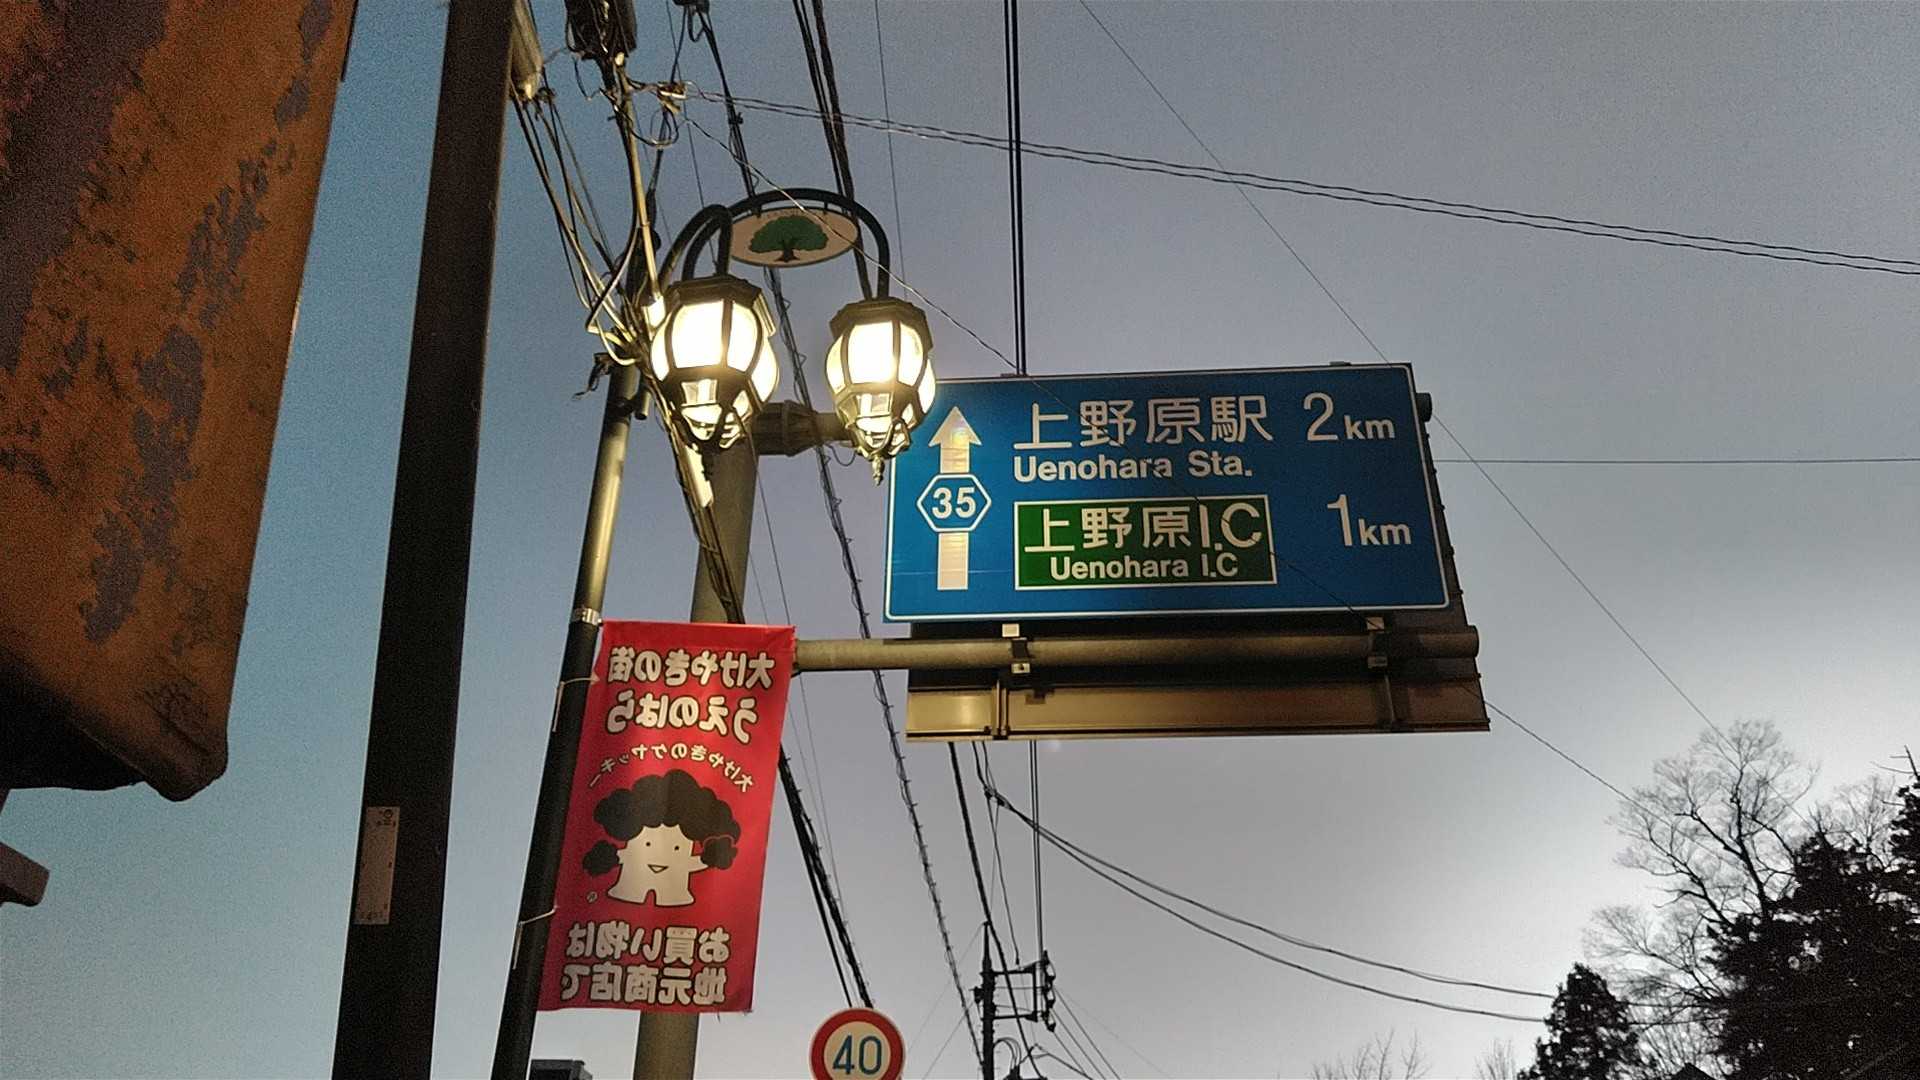 上野原駅 2km
Uenohara Sta.
35
上野原I.C 1km
Uenohara I.C
大けやきの街
うえのはら
大けやきのケヤッキー
お買い物は
地元商店で
40